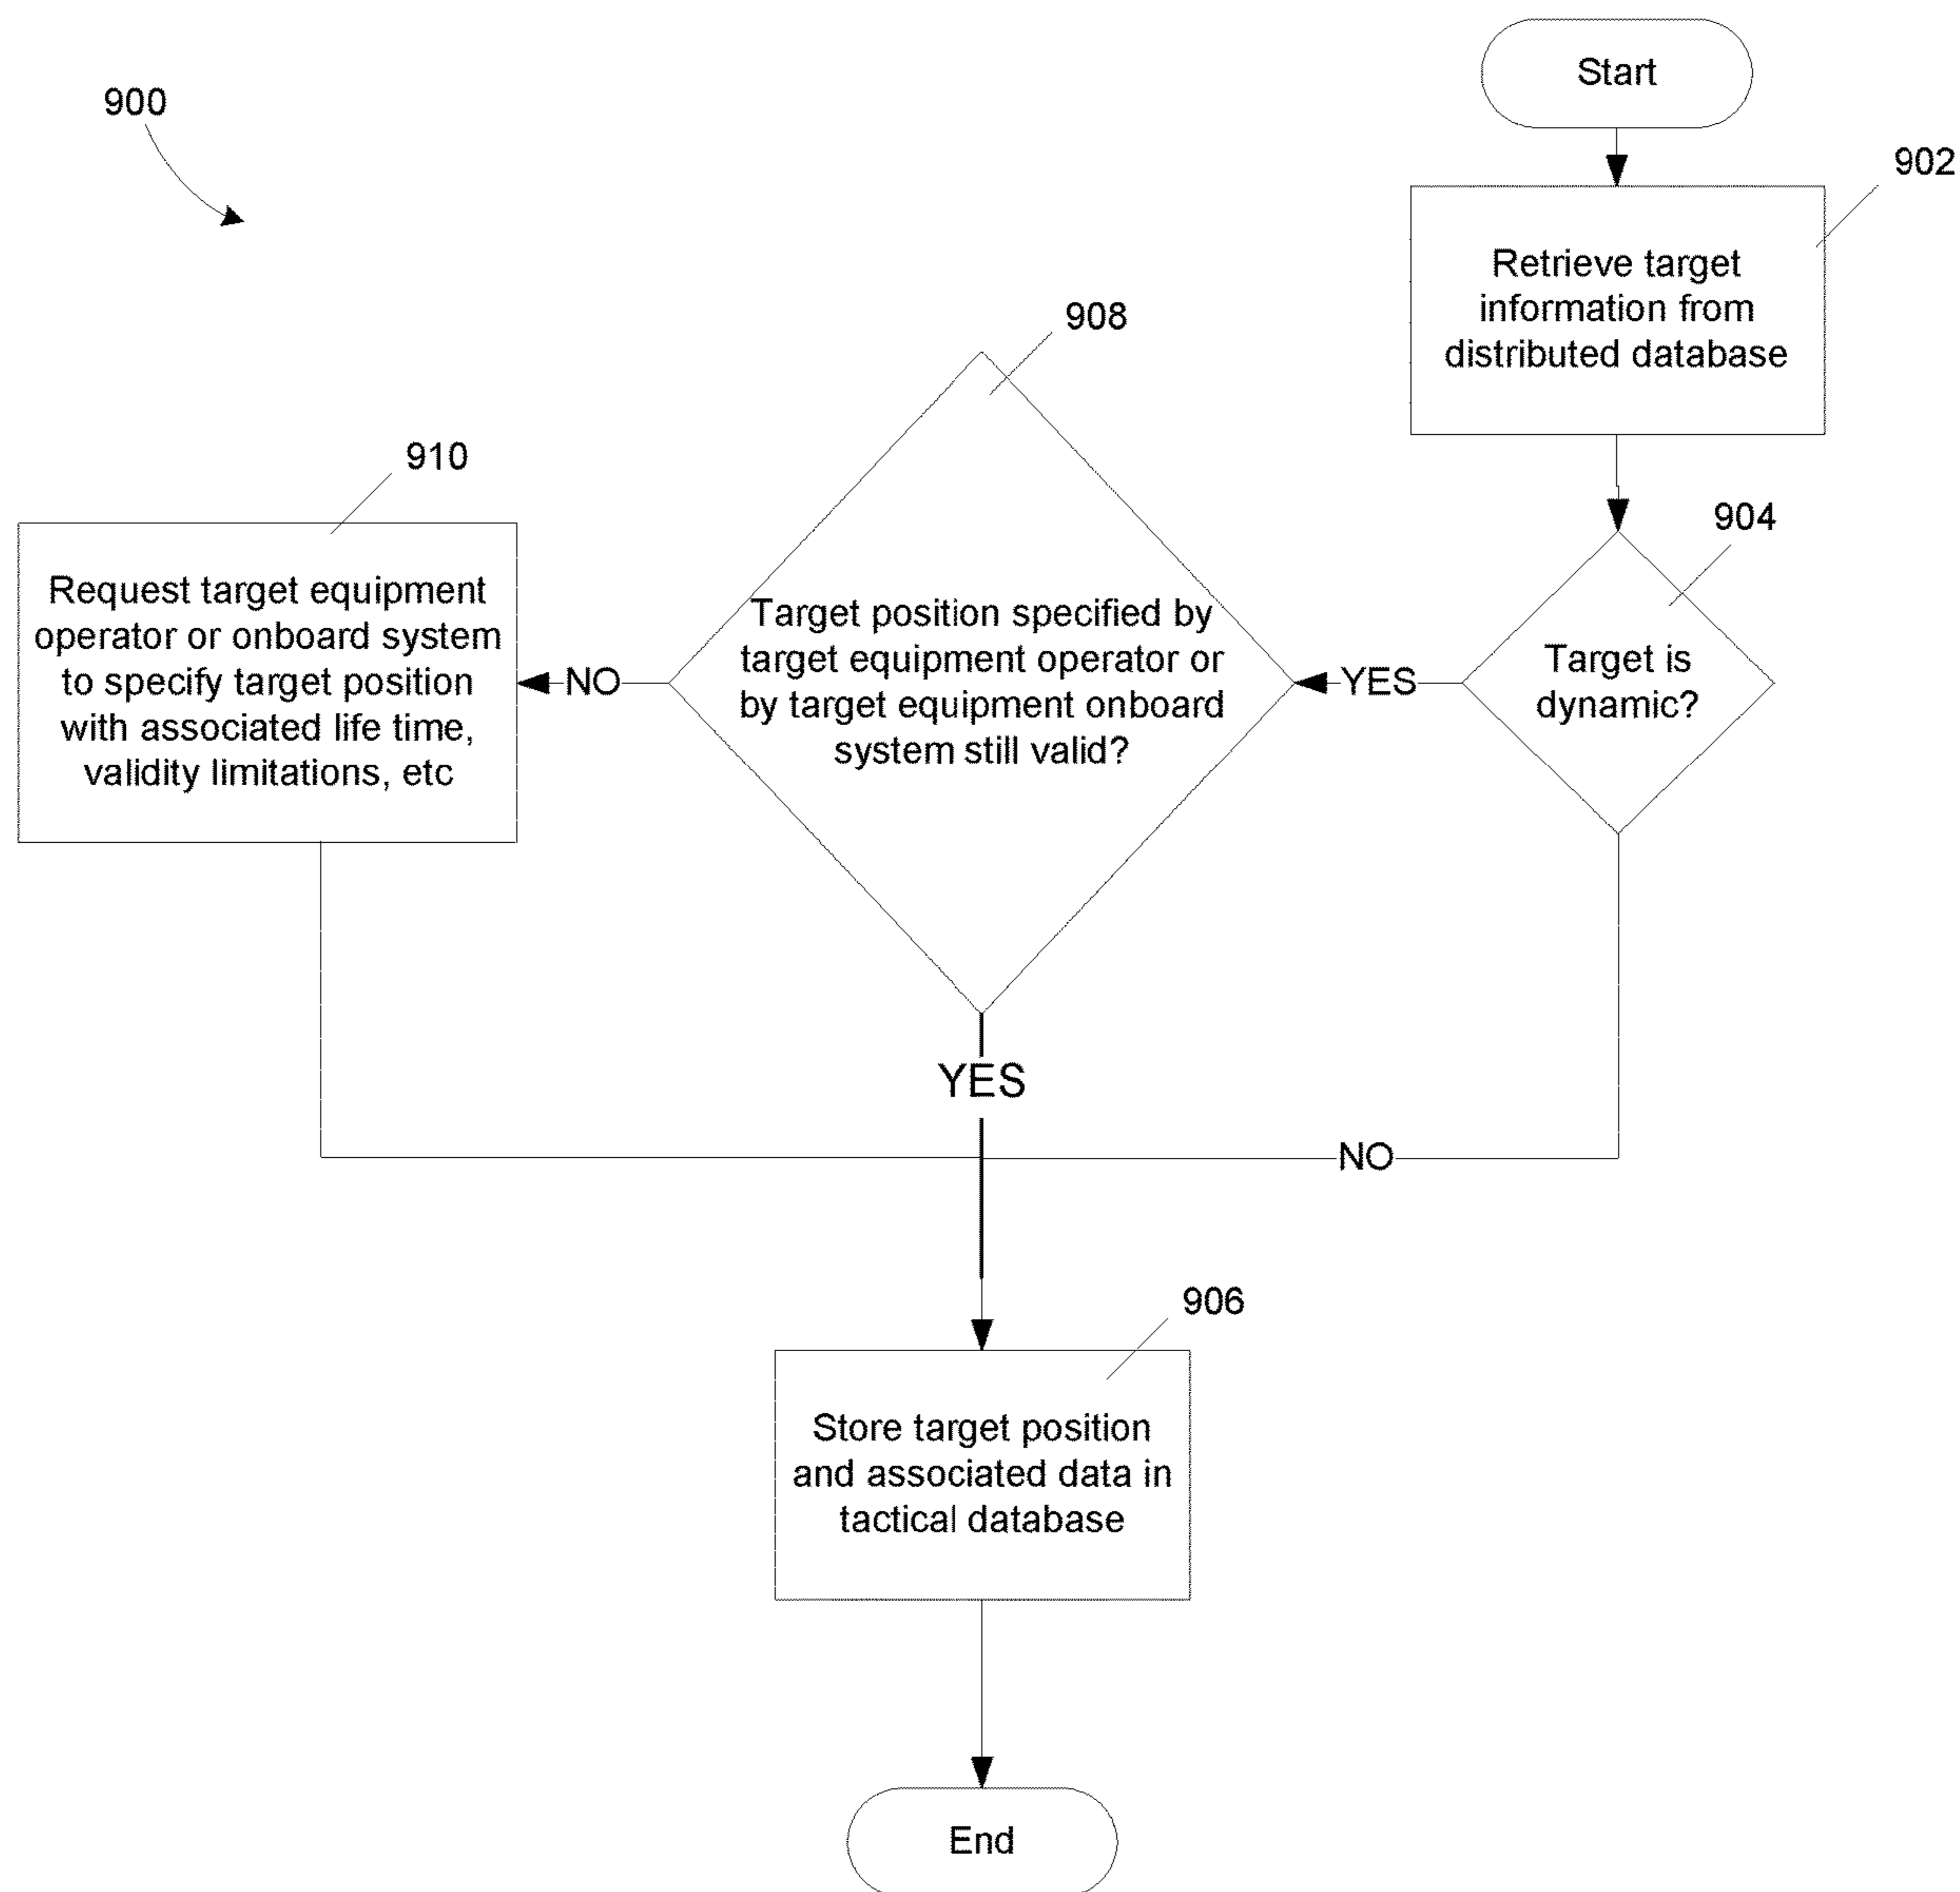 Start
900
902
Retrieve target
information from
distributed database
908
910
904
Request target equipment
operator or onboard system
to specify target position
with associated life time,
validity limitations, etc
NO
Target position specified by
target equipment operator or
by target equipment onboard
system still valid?
YES
Target is
dynamic?
YES
NO
906
Store target position
and associated data in
tactical database
End